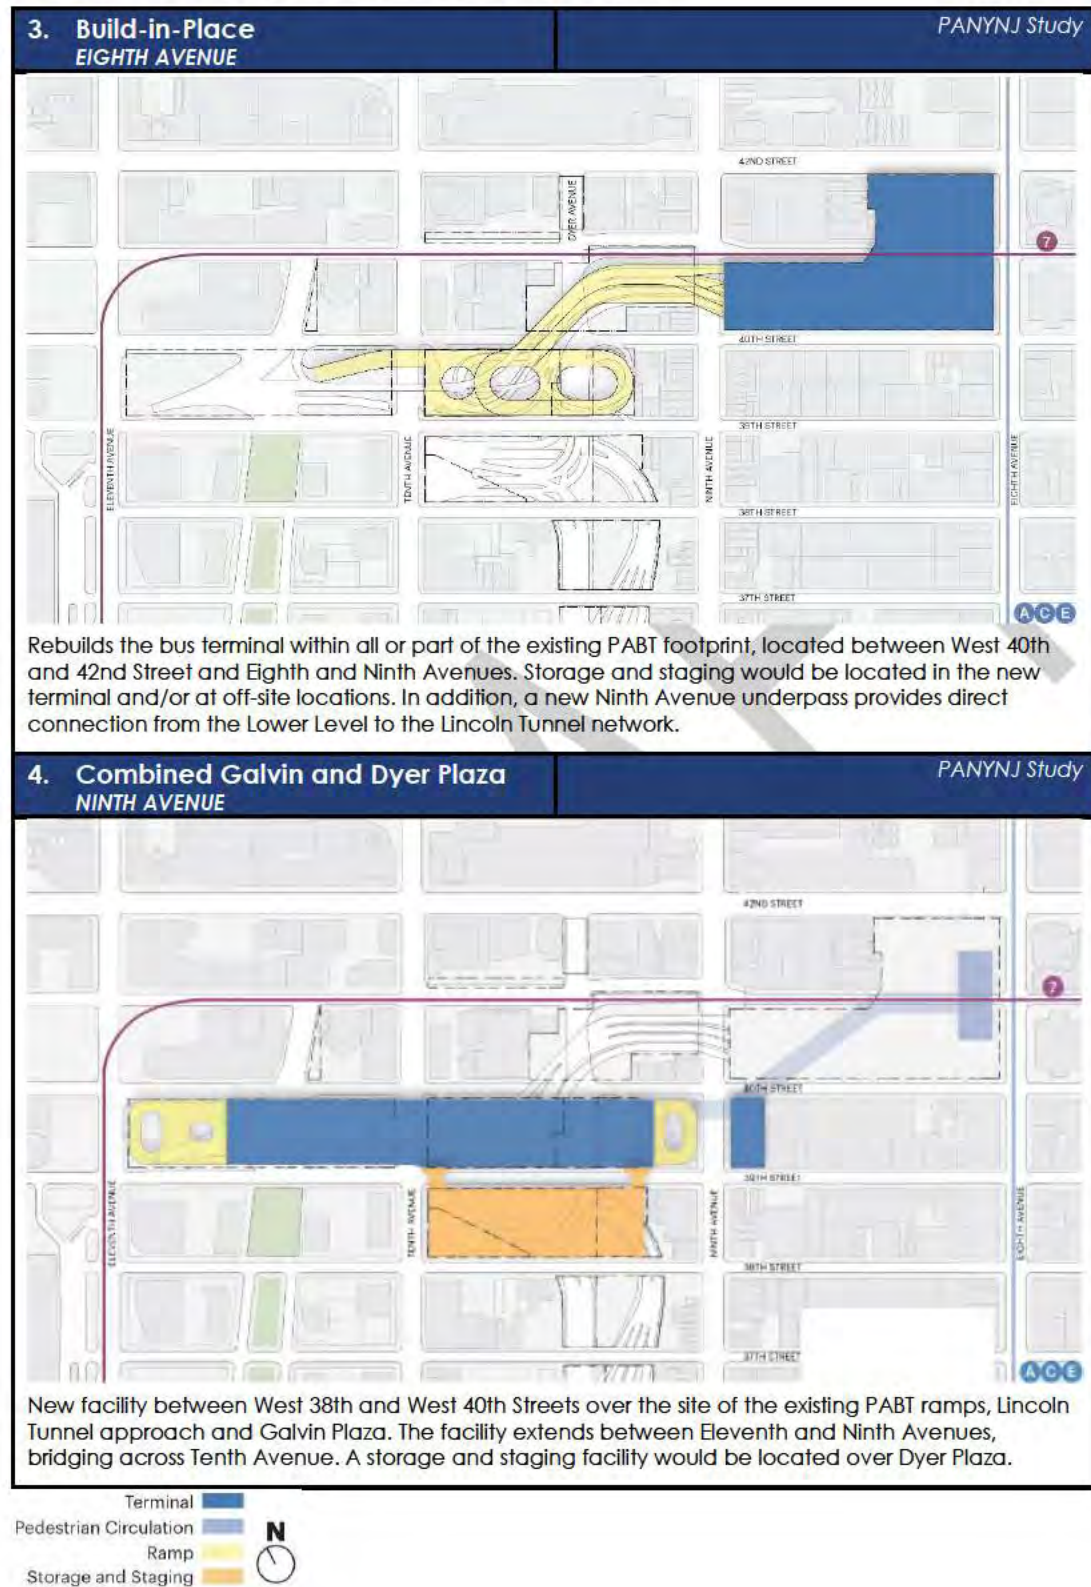 3. Build-in-Place
EIGHTH AVENUE
PANYNJ Study
42ND STREET
DYER AVENUE
7
40TH STREET
39TH STREET
ELEVENTH AVENUE
TENTH AVENUE
NINTH AVENUE
EIGHTH AVENUE
38TH STREET
37TH STREET
A C E
Rebuilds the bus terminal within all or part of the existing PABT footprint, located between West 40th
and 42nd Street and Eighth and Ninth Avenues. Storage and staging would be located in the new
terminal and/or at off-site locations. In addition, a new Ninth Avenue underpass provides direct
connection from the Lower Level to the Lincoln Tunnel network.
4. Combined Galvin and Dyer Plaza
NINTH AVENUE
PANYNJ Study
42ND STREET
7
40TH STREET
39TH STREET
ELEVENTH AVENUE
TENTH AVENUE
NINTH AVENUE
EIGHTH AVENUE
38TH STREET
37TH STREET
A C E
New facility between West 38th and West 40th Streets over the site of the existing PABT ramps, Lincoln
Tunnel approach and Galvin Plaza. The facility extends between Eleventh and Ninth Avenues,
bridging across Tenth Avenue. A storage and staging facility would be located over Dyer Plaza.
Terminal
Pedestrian Circulation
N
Ramp
Storage and Staging